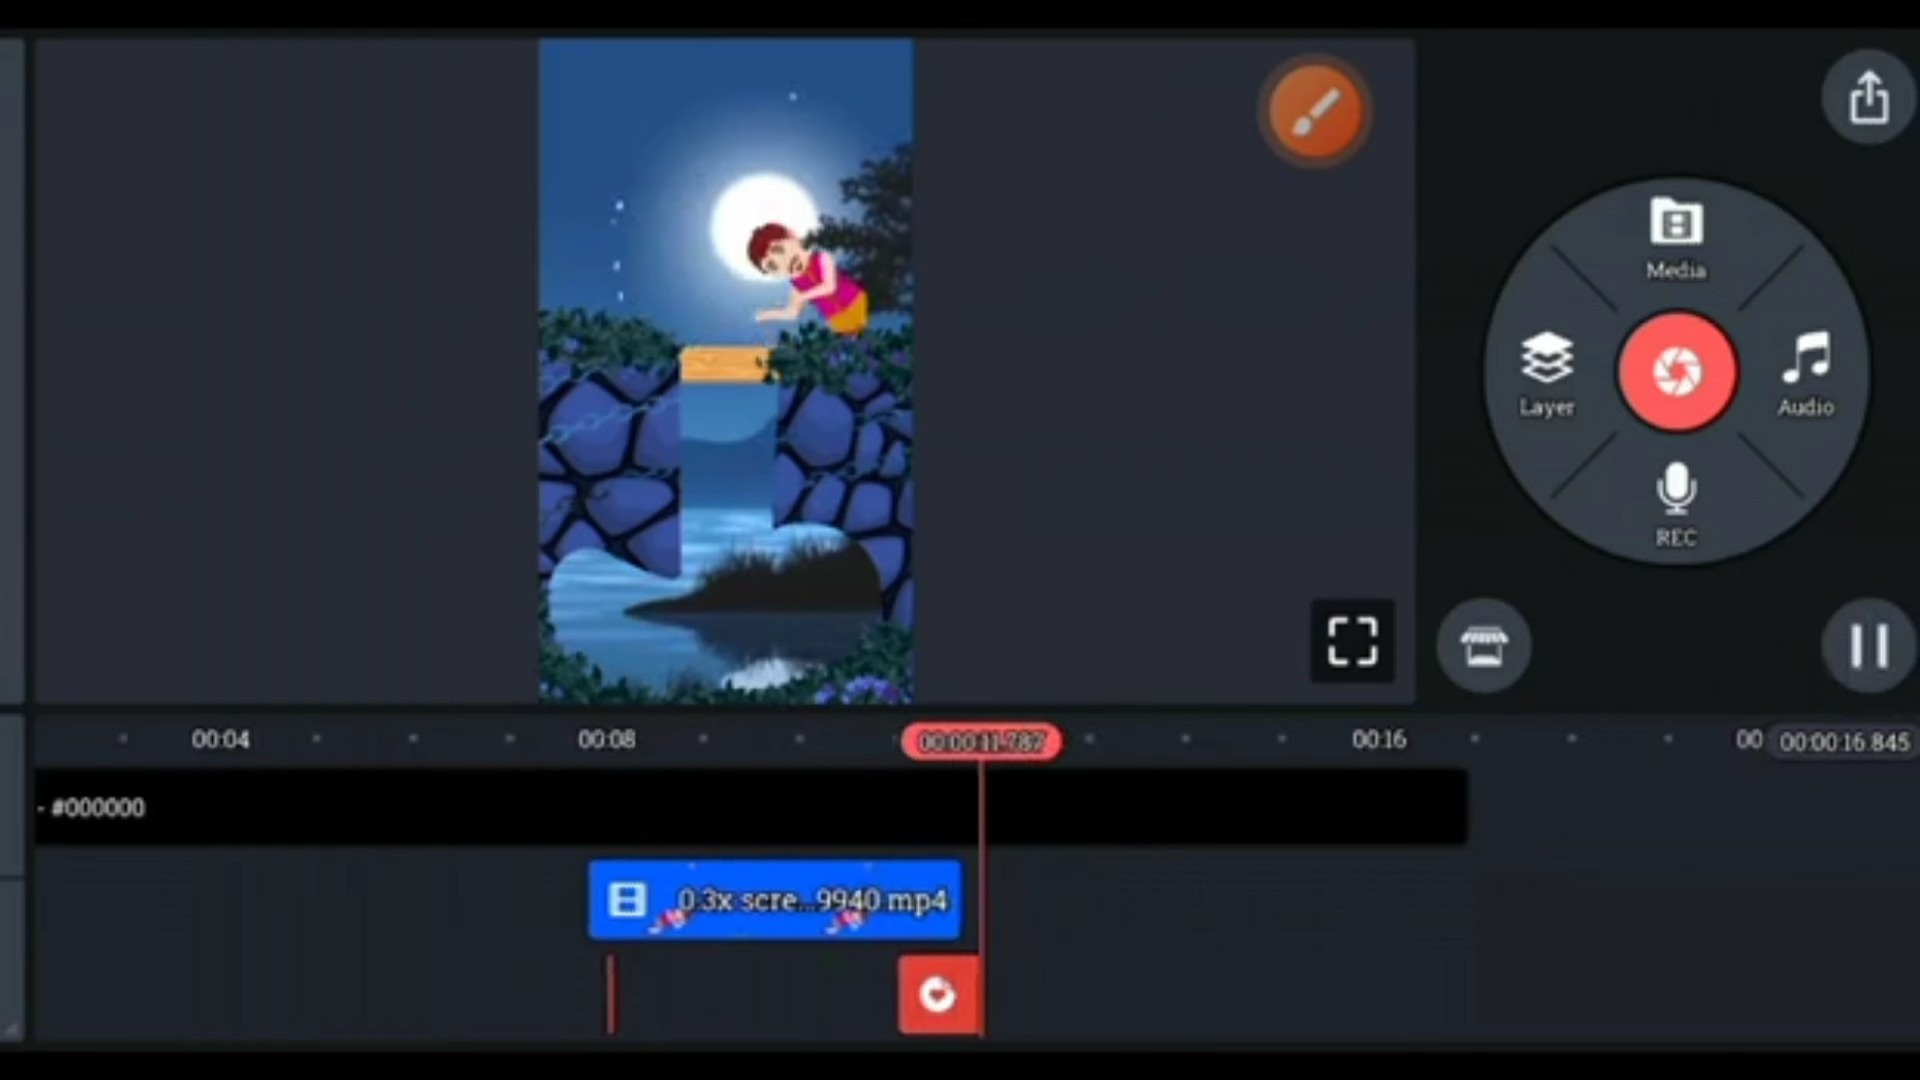 Media
Layer
Audio
REC
00:04
00:08
00:00:11.787
00:16
00
00:00:16.845
- #000000
0.3x scre...9940 mp4